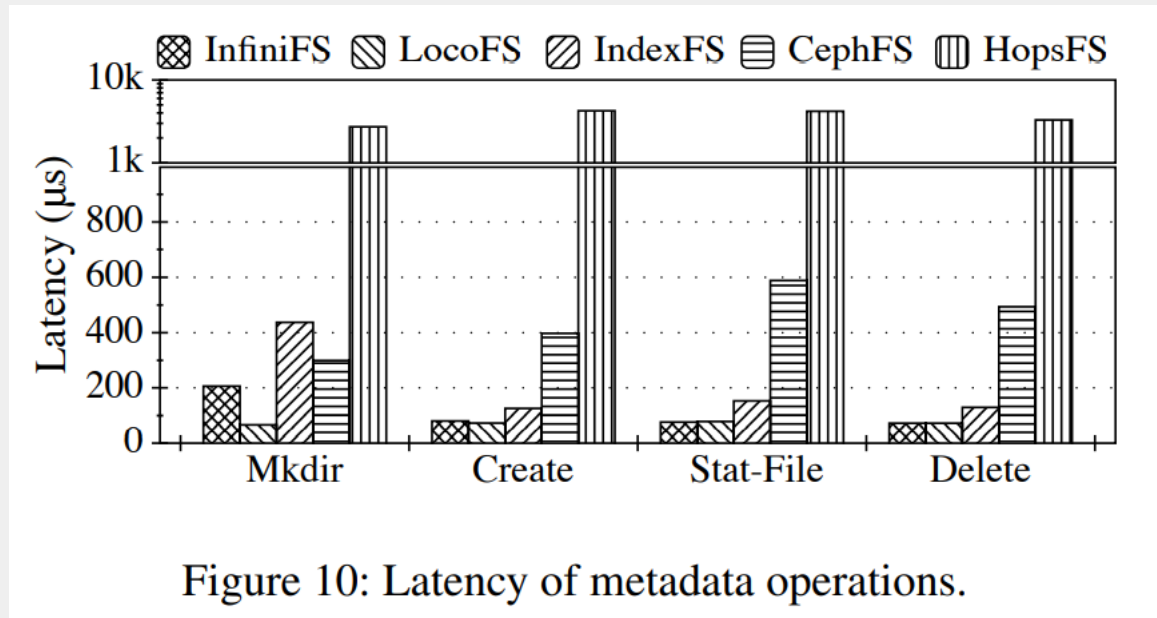 InfiniFS LocoFS IndexFS CephFS HopsFS
10k
1k
800
600
400
200
0
Latency (μs)
Mkdir Create Stat-File Delete
Figure 10: Latency of metadata operations.